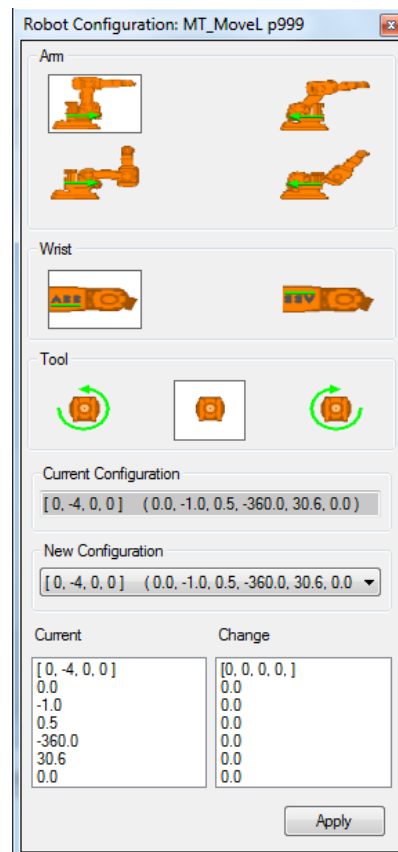 Robot Configuration: MT_MoveL p999
Arm
Wrist
ABB
ABB
Tool
Current Configuration
[ 0, -4, 0, 0 ] ( 0.0, -1.0, 0.5, -360.0, 30.6, 0.0 )
New Configuration
[ 0, -4, 0, 0 ] ( 0.0, -1.0, 0.5, -360.0, 30.6, 0.0
Current Change
[ 0, -4, 0, 0 ] [0, 0, 0, 0, ]
0.0 0.0
-1.0 0.0
0.5 0.0
-360.0 0.0
30.6 0.0
0.0 0.0
Apply